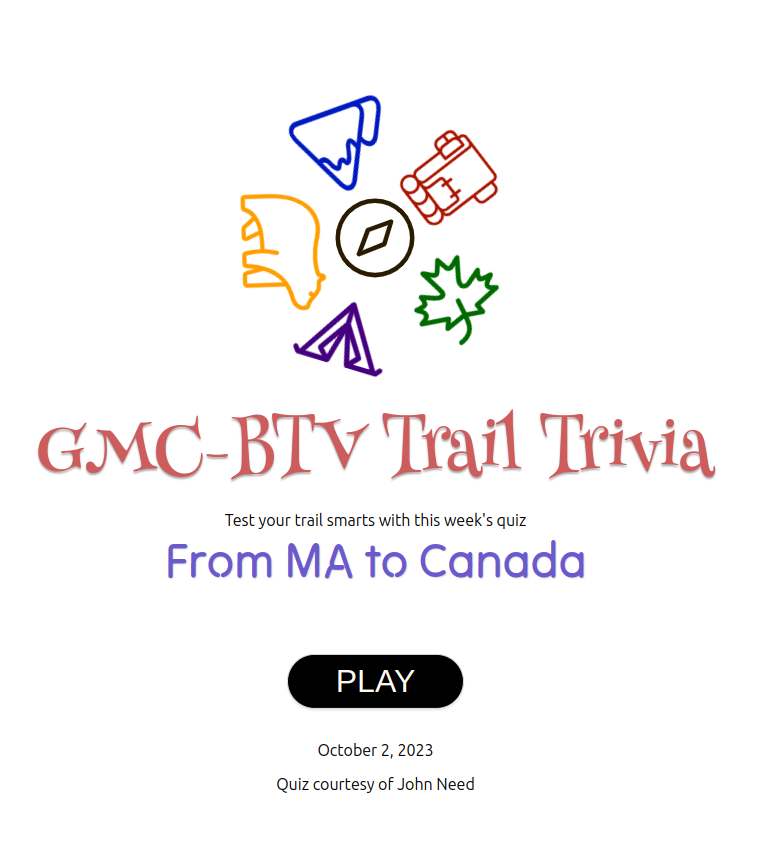 GMC-BTV Trail Trivia
Test your trail smarts with this week's quiz
From MA to Canada
PLAY
October 2, 2023
Quiz courtesy of John Need